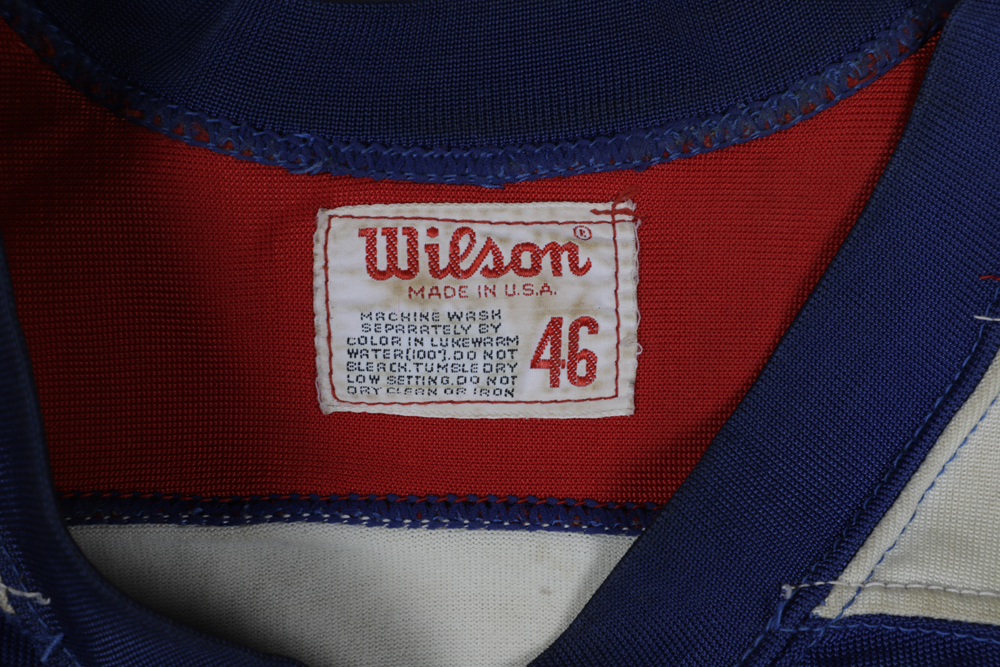 Wilson®
MADE IN U.S.A.
MACHINE WASH
SEPARATELY BY
COLOR IN LUKEWARM
WATER(100°).DO NOT
BLEACH.TUMBLE DRY
LOW SETTING.DO NOT
DRY CLEAN OR IRON
46